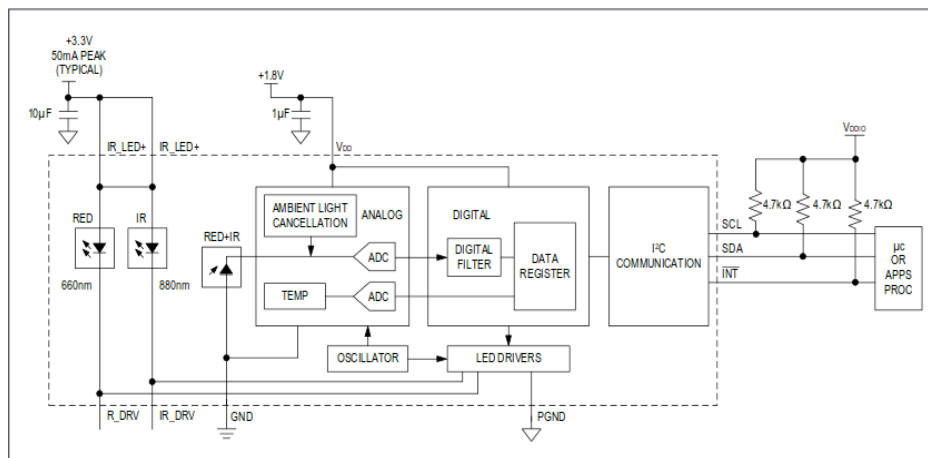 +3.3V
50mA PEAK
(TYPICAL)
10µF
+1.8V
1µF
VDD
IR_LED+
IR_LED+
VDDIO
4.7kΩ
4.7kΩ
4.7kΩ
RED
IR
660nm
880nm
RED+IR
AMBIENT LIGHT
CANCELLATION
ANALOG
ADC
TEMP
ADC
DIGITAL
DIGITAL
FILTER
DATA
REGISTER
I²C
COMMUNICATION
SCL
SDA
INT
µc
OR
APPS
PROC
OSCILLATOR
LED DRIVERS
R_DRV
IR_DRV
GND
PGND